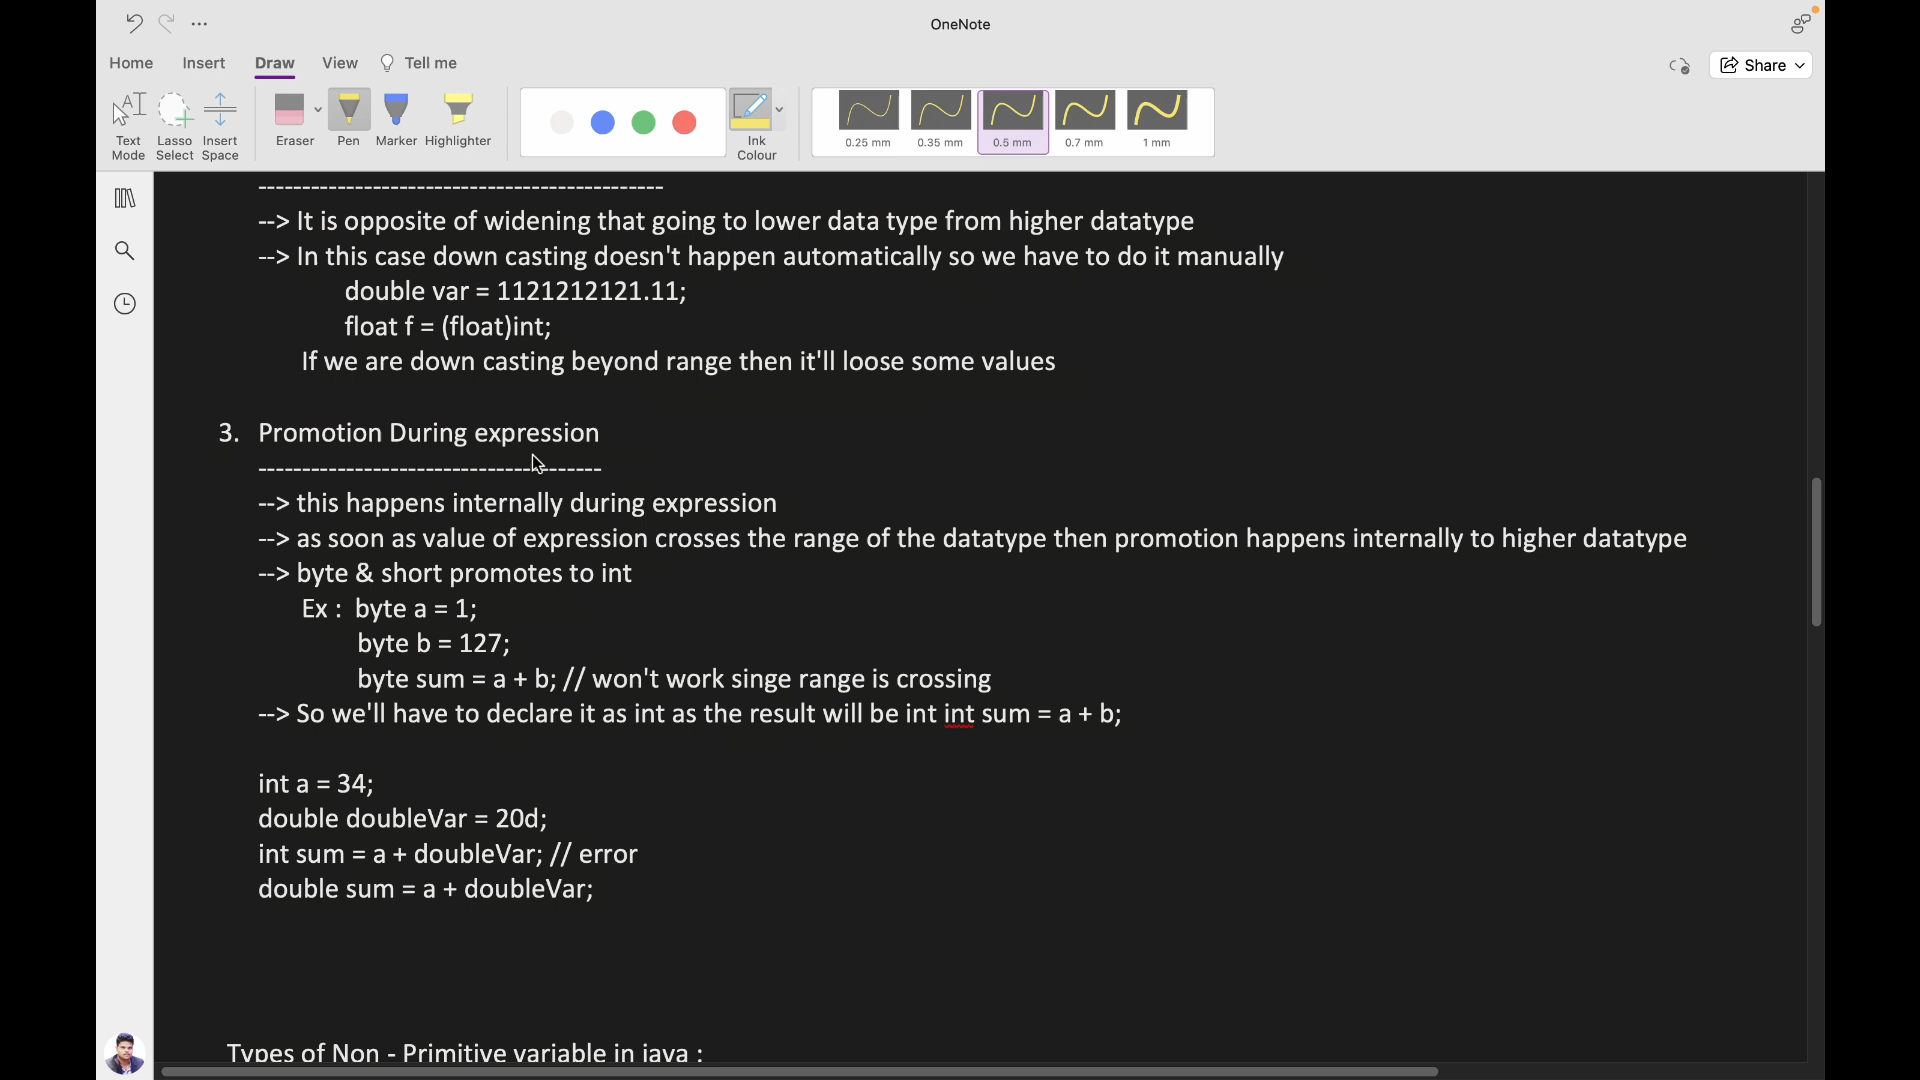 OneNote
Home Insert Draw View Tell me
Share
Text Mode
Lasso Select
Insert Space
Eraser
Pen
Marker
Highlighter
Ink Colour
0.25 mm
0.35 mm
0.5 mm
0.7 mm
1 mm
----------------------------------------------
--> It is opposite of widening that going to lower data type from higher datatype
--> In this case down casting doesn't happen automatically so we have to do it manually
double var = 1121212121.11;
float f = (float)int;
If we are down casting beyond range then it'll loose some values
3. Promotion During expression
---------------------------------------
--> this happens internally during expression
--> as soon as value of expression crosses the range of the datatype then promotion happens internally to higher datatype
--> byte & short promotes to int
Ex : byte a = 1;
byte b = 127;
byte sum = a + b; // won't work singe range is crossing
--> So we'll have to declare it as int as the result will be int int sum = a + b;
int a = 34;
double doubleVar = 20d;
int sum = a + doubleVar; // error
double sum = a + doubleVar;
Types of Non - Primitive variable in java :